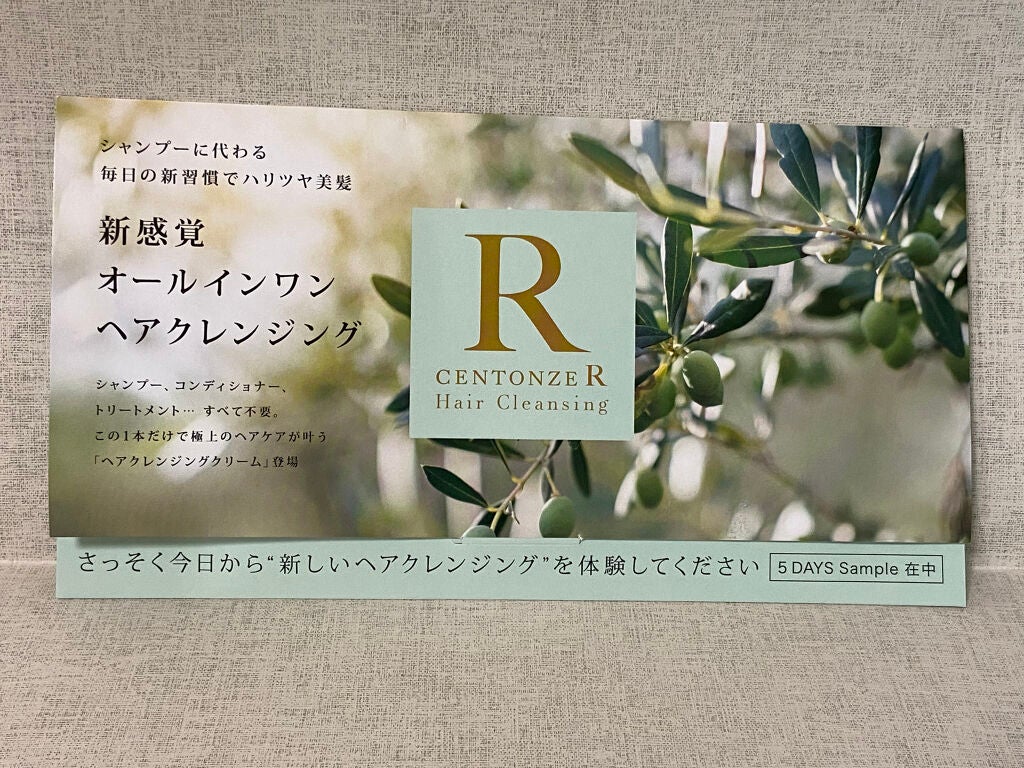 シャンプーに代わる
毎日の新習慣でハリツヤ美髪
新感覚
オールインワン
ヘアクレンジング
シャンプー、コンディショナー、
トリートメント… すべて不要。
この1本だけで極上のヘアケアが叶う
「ヘアクレンジングクリーム」登場
R
CENTONZE R
Hair Cleansing
さっそく今日から“新しいヘアクレンジング”を体験してください
5 DAYS Sample 在中